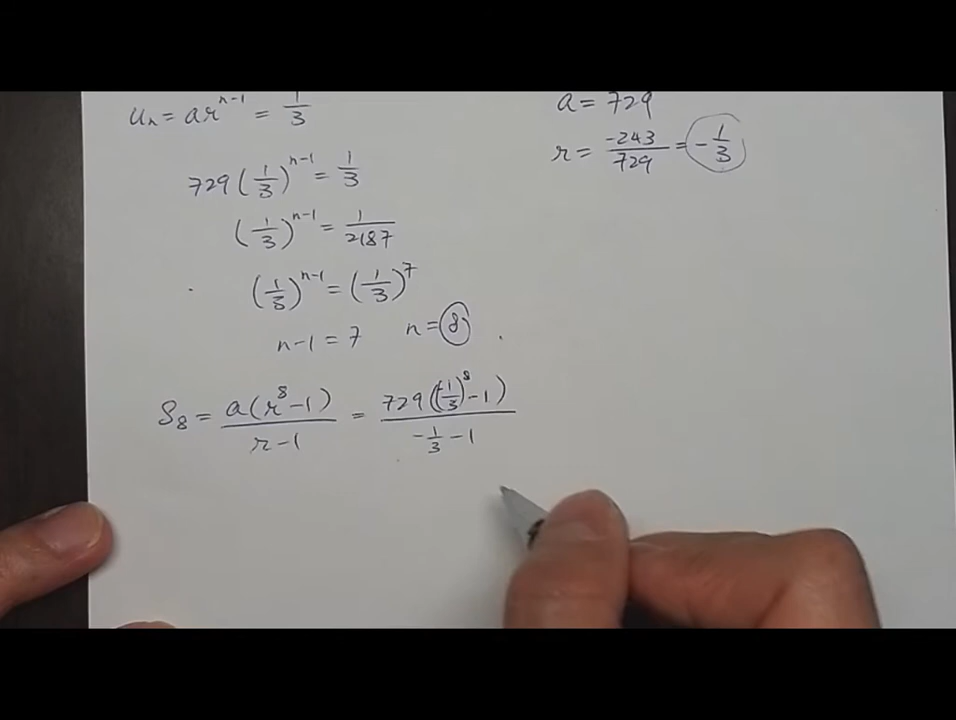 uₙ = arⁿ⁻¹ = 1/3
a = 729
r = -243/729 = -1/3
729(1/3)ⁿ⁻¹ = 1/3
(1/3)ⁿ⁻¹ = 1/2187
(1/3)ⁿ⁻¹ = (1/3)⁷
n-1 = 7 n = 8
S₈ = a(r⁸-1)/(r-1) = 729((-1/3)⁸-1)/(-1/3-1)